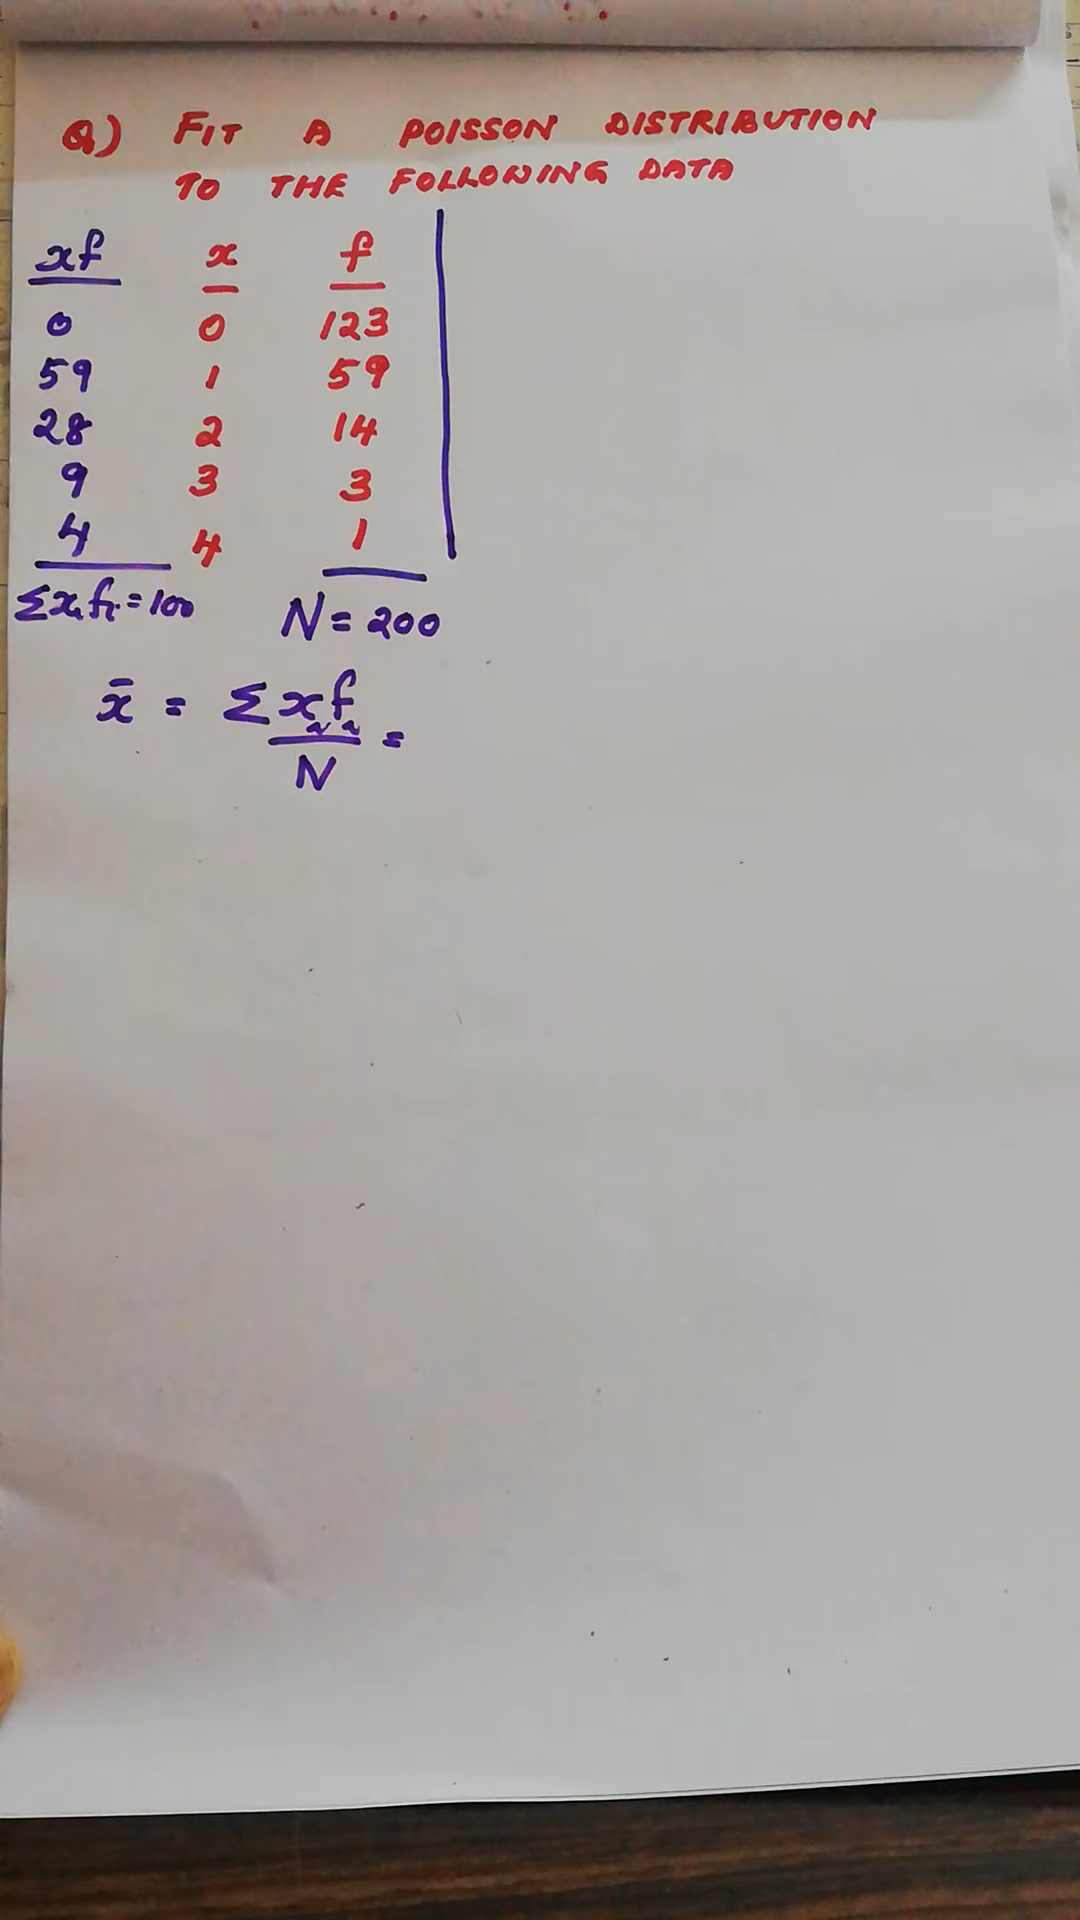 Q) FIT A POISSON DISTRIBUTION
TO THE FOLLOWING DATA
xf x f
0 0 123
59 1 59
28 2 14
9 3 3
4 4 1
Σxᵢfᵢ=100 N=200
x̄ = Σxᵢfᵢ =
N